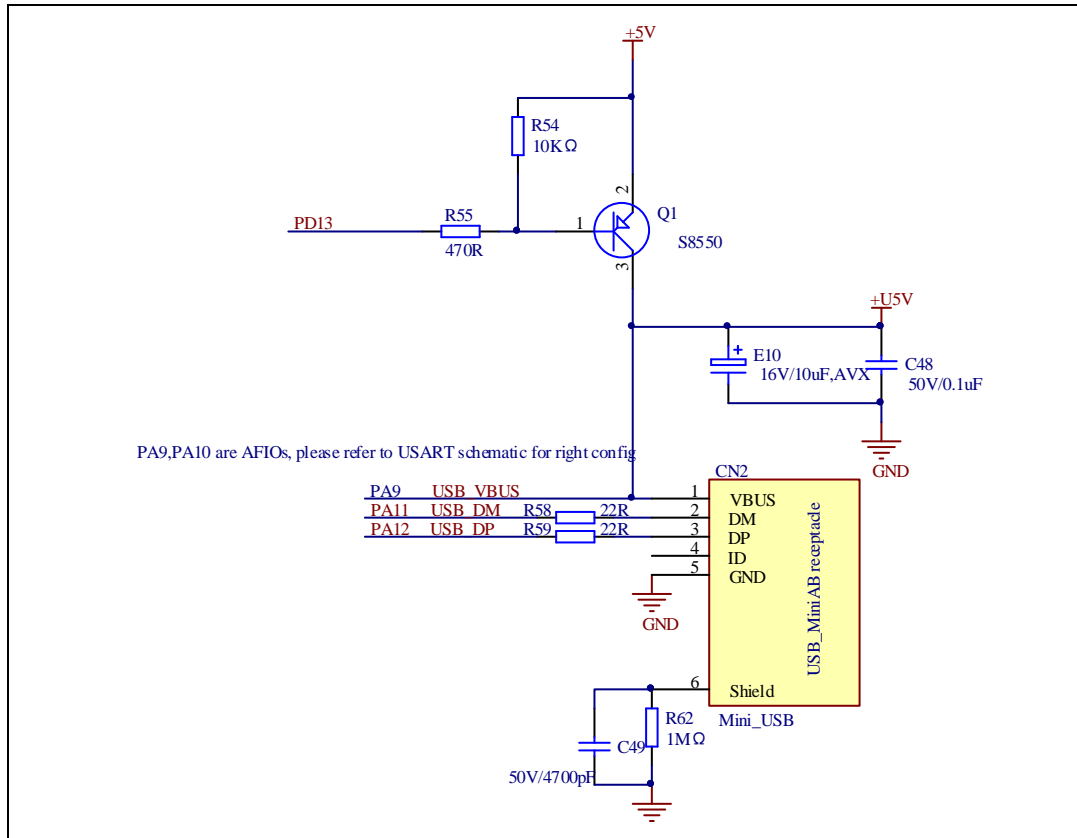 +5V
R54
10KΩ
2
PD13
R55
470R
1
Q1
S8550
3
+U5V
E10
16V/10uF,AVX
C48
50V/0.1uF
GND
PA9,PA10 are AFIOs, please refer to USART schematic for right config
CN2
PA9 USB_VBUS 1 VBUS
PA11 USB_DM R58 22R 2 DM
PA12 USB_DP R59 22R 3 DP
4 ID
5 GND
GND
USB_MiniAB receptacle
6 Shield
Mini_USB
R62
1MΩ
C49
50V/4700pF